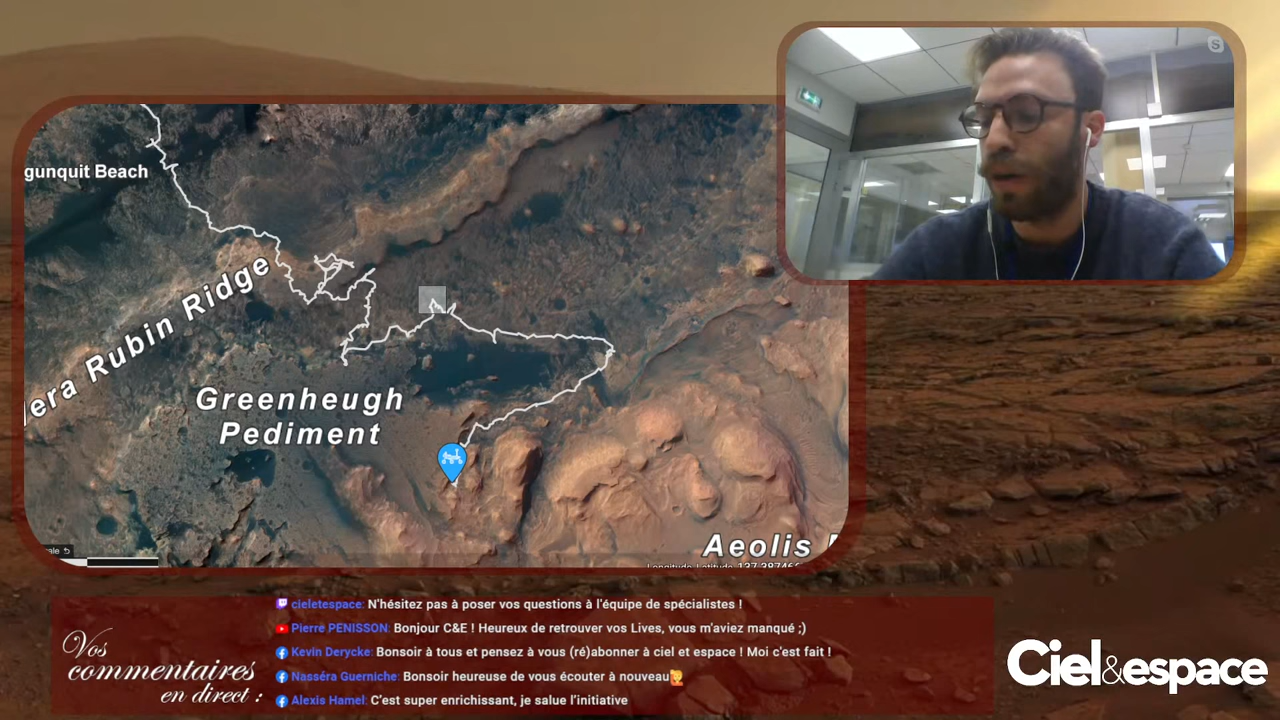 gunquit Beach
era Rubin Ridge
Greenheugh
Pediment
Aeolis
Longitude, Latitude
S
Vos
commentaires
en direct :
cieletespace: N'hésitez pas à poser vos questions à l'équipe de spécialistes !
Pierre PENISSON: Bonjour C&E ! Heureux de retrouver vos Lives, vous m'aviez manqué ;)
Kevin Derycke: Bonsoir à tous et pensez à vous (ré)abonner à ciel et espace ! Moi c'est fait !
Nasséra Guerniche: Bonsoir heureuse de vous écouter à nouveau🙋
Alexis Hamel: C'est super enrichissant, je salue l'initiative
Ciel&espace